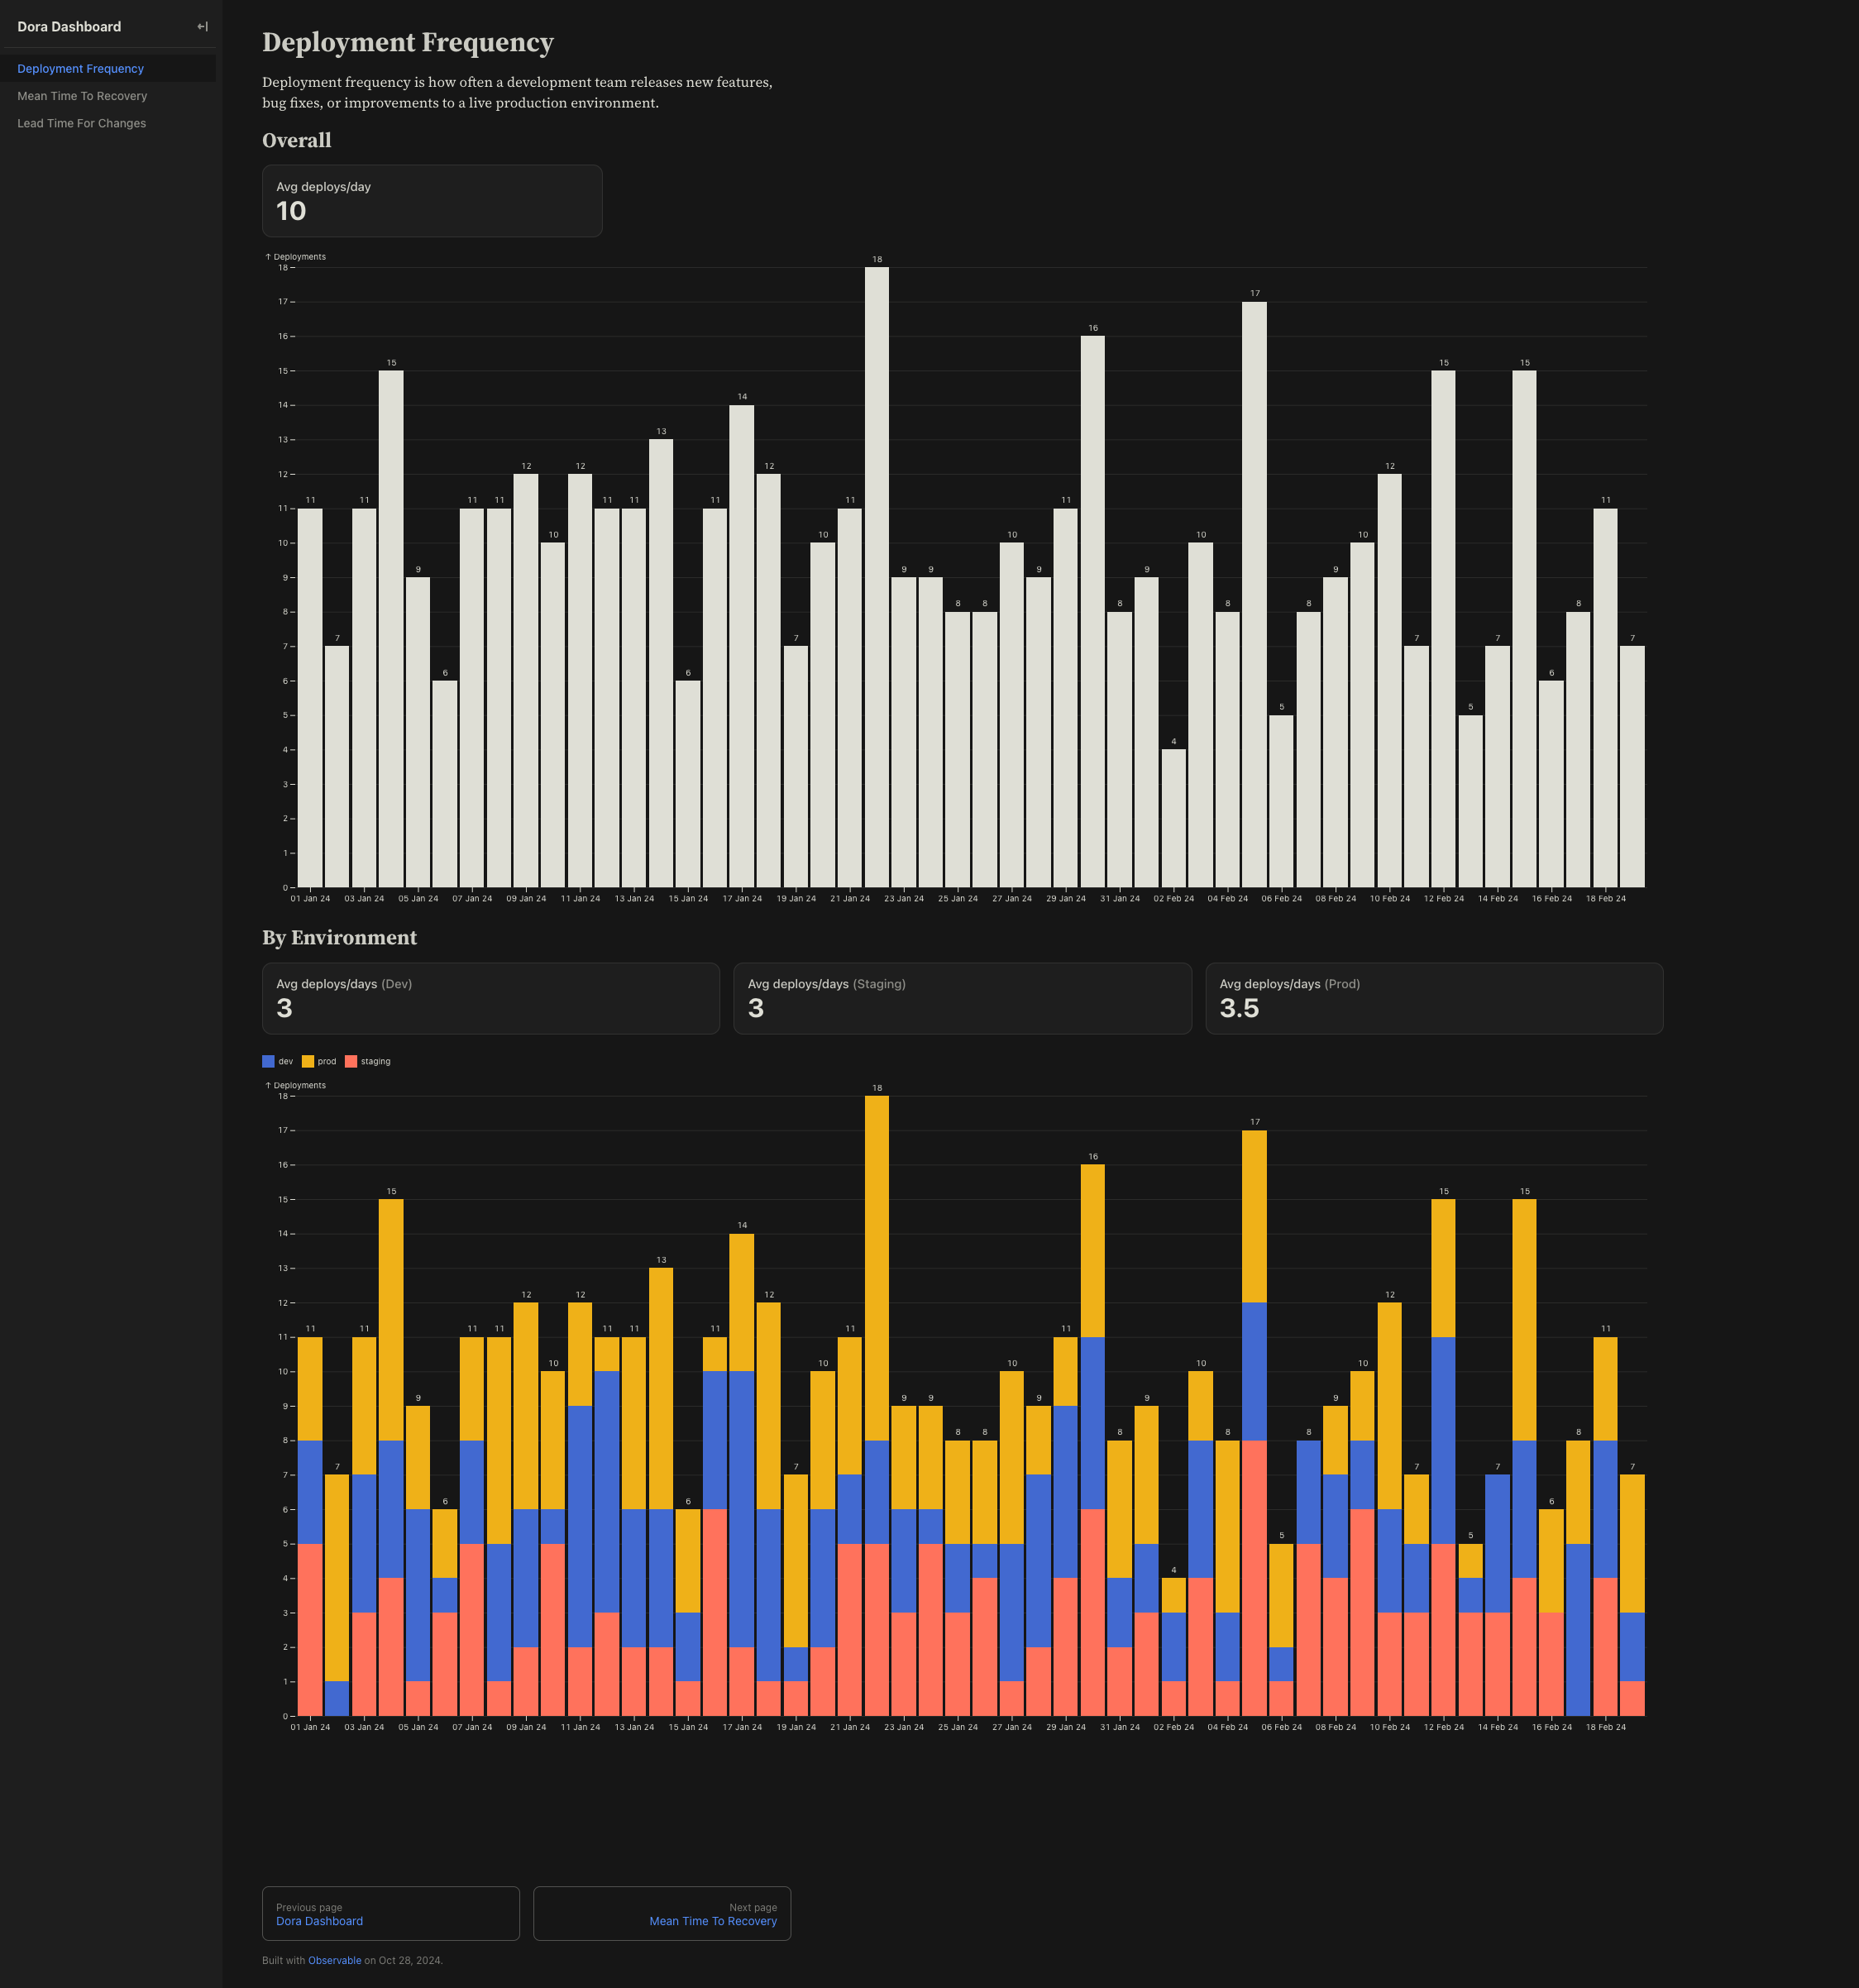 Dora Dashboard
Deployment Frequency
Mean Time To Recovery
Lead Time For Changes
Deployment Frequency
Deployment frequency is how often a development team releases new features,
bug fixes, or improvements to a live production environment.
Overall
Avg deploys/day
10
↑ Deployments
18
17
16
15
14
13
12
11
10
9
8
7
6
5
4
3
2
1
0
11 7 11 15 9 6 11 11 12 10 12 11 11 13 6 11 14 12 7 10 11 18 9 9 8 8 10 9 11 16 8 9 4 10 8 17 5 8 9 10 12 7 15 5 7 15 6 8 11 7
01 Jan 24 03 Jan 24 05 Jan 24 07 Jan 24 09 Jan 24 11 Jan 24 13 Jan 24 15 Jan 24 17 Jan 24 19 Jan 24 21 Jan 24 23 Jan 24 25 Jan 24 27 Jan 24 29 Jan 24 31 Jan 24 02 Feb 24 04 Feb 24 06 Feb 24 08 Feb 24 10 Feb 24 12 Feb 24 14 Feb 24 16 Feb 24 18 Feb 24
By Environment
Avg deploys/days (Dev)
3
Avg deploys/days (Staging)
3
Avg deploys/days (Prod)
3.5
dev prod staging
↑ Deployments
18
17
16
15
14
13
12
11
10
9
8
7
6
5
4
3
2
1
0
11 7 11 15 9 6 11 11 12 10 12 11 11 13 6 11 14 12 7 10 11 18 9 9 8 8 10 9 11 16 8 9 4 10 8 17 5 8 9 10 12 7 15 5 7 15 6 8 11 7
01 Jan 24 03 Jan 24 05 Jan 24 07 Jan 24 09 Jan 24 11 Jan 24 13 Jan 24 15 Jan 24 17 Jan 24 19 Jan 24 21 Jan 24 23 Jan 24 25 Jan 24 27 Jan 24 29 Jan 24 31 Jan 24 02 Feb 24 04 Feb 24 06 Feb 24 08 Feb 24 10 Feb 24 12 Feb 24 14 Feb 24 16 Feb 24 18 Feb 24
Previous page
Dora Dashboard
Next page
Mean Time To Recovery
Built with Observable on Oct 28, 2024.